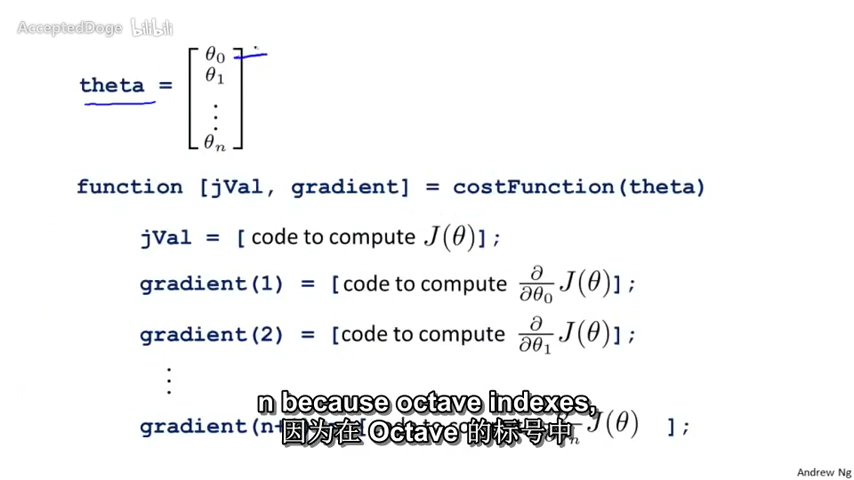 AcceptedDoge bilibili
theta = [θ₀
θ₁
⋮
θₙ]
function [jVal, gradient] = costFunction(theta)
jVal = [ code to compute J(θ)];
gradient(1) = [code to compute ∂/∂θ₀ J(θ)];
gradient(2) = [code to compute ∂/∂θ₁ J(θ)];
⋮
n because octave indexes,
gradient(n J(θ) ];
因为在 Octave 的标号中
Andrew Ng